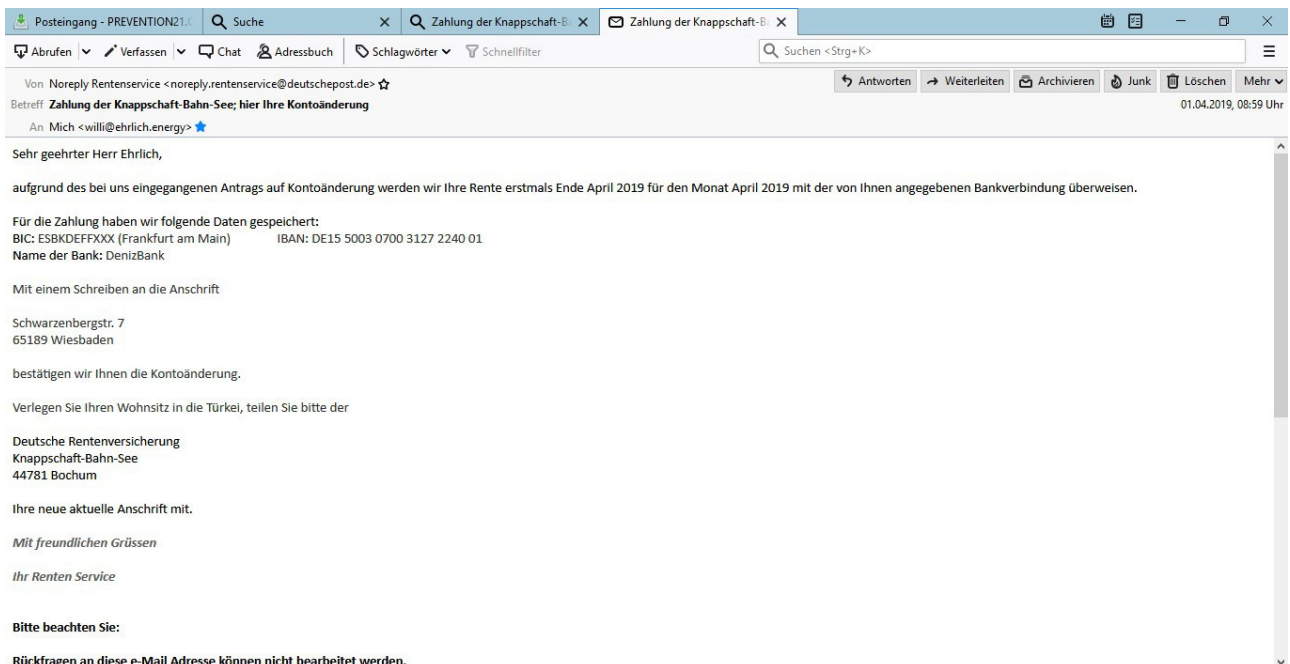 Posteingang - PREVENTION21.
Suche
Zahlung der Knappschaft-B
Zahlung der Knappschaft-Ba
Abrufen Verfassen Chat Adressbuch Schlagwörter Schnellfilter Suchen <Strg+K>
Von Noreply Rentenservice <noreply.rentenservice@deutschepost.de> Antworten Weiterleiten Archivieren Junk Löschen Mehr
Betreff Zahlung der Knappschaft-Bahn-See; hier Ihre Kontoänderung 01.04.2019, 08:59 Uhr
An Mich <willi@ehrlich.energy>
Sehr geehrter Herr Ehrlich,
aufgrund des bei uns eingegangenen Antrags auf Kontoänderung werden wir Ihre Rente erstmals Ende April 2019 für den Monat April 2019 mit der von Ihnen angegebenen Bankverbindung überweisen.
Für die Zahlung haben wir folgende Daten gespeichert:
BIC: ESBKDEFFXXX (Frankfurt am Main) IBAN: DE15 5003 0700 3127 2240 01
Name der Bank: DenizBank
Mit einem Schreiben an die Anschrift
Schwarzenbergstr. 7
65189 Wiesbaden
bestätigen wir Ihnen die Kontoänderung.
Verlegen Sie Ihren Wohnsitz in die Türkei, teilen Sie bitte der
Deutsche Rentenversicherung
Knappschaft-Bahn-See
44781 Bochum
Ihre neue aktuelle Anschrift mit.
Mit freundlichen Grüssen
Ihr Renten Service
Bitte beachten Sie:
Rückfragen an diese e-Mail Adresse können nicht bearbeitet werden.